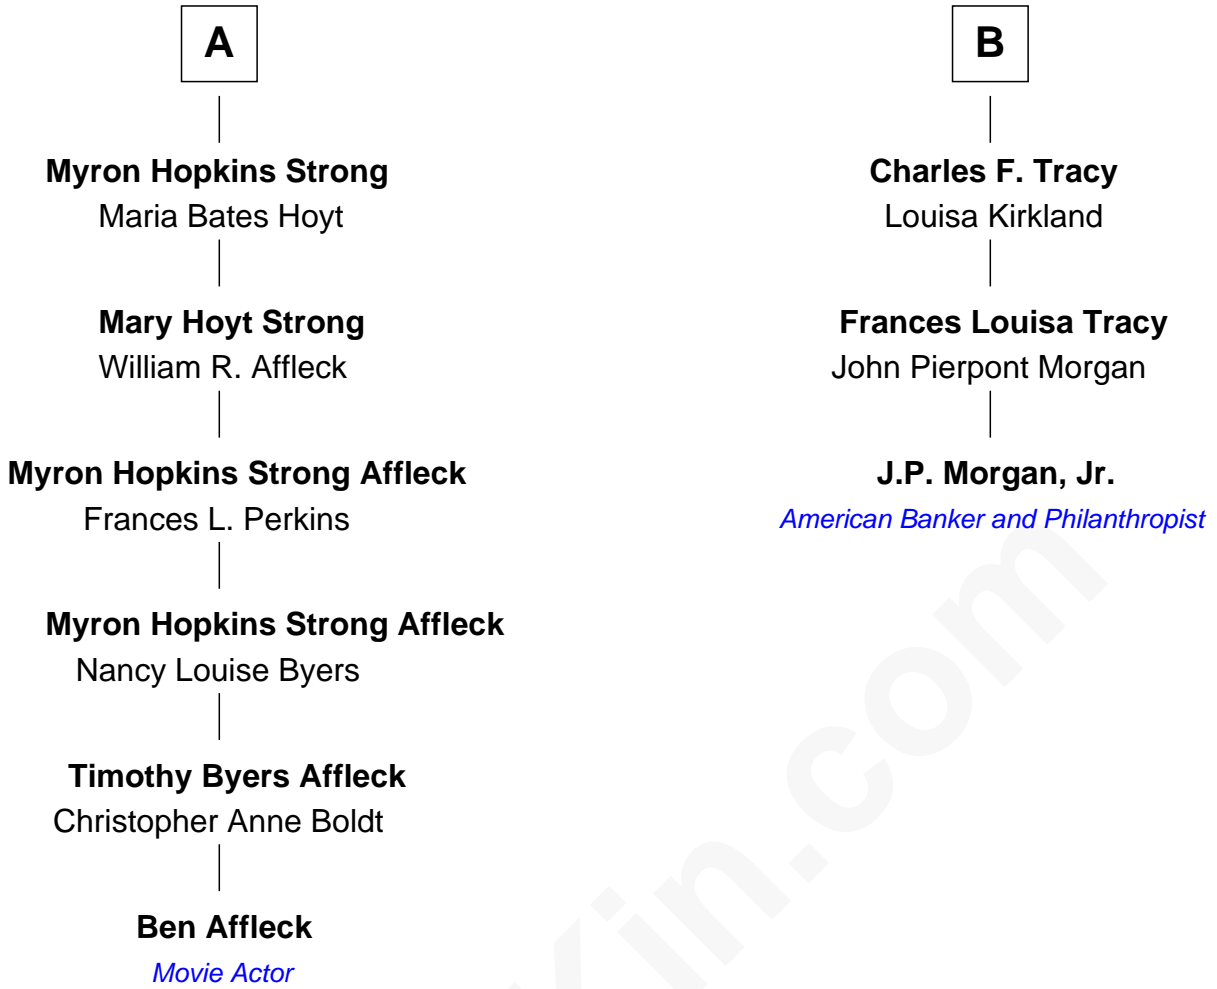 A
Myron Hopkins Strong
Maria Bates Hoyt
Mary Hoyt Strong
William R. Affleck
Myron Hopkins Strong Affleck
Frances L. Perkins
Myron Hopkins Strong Affleck
Nancy Louise Byers
Timothy Byers Affleck
Christopher Anne Boldt
Ben Affleck
Movie Actor
B
Charles F. Tracy
Louisa Kirkland
Frances Louisa Tracy
John Pierpont Morgan
J.P. Morgan, Jr.
American Banker and Philanthropist